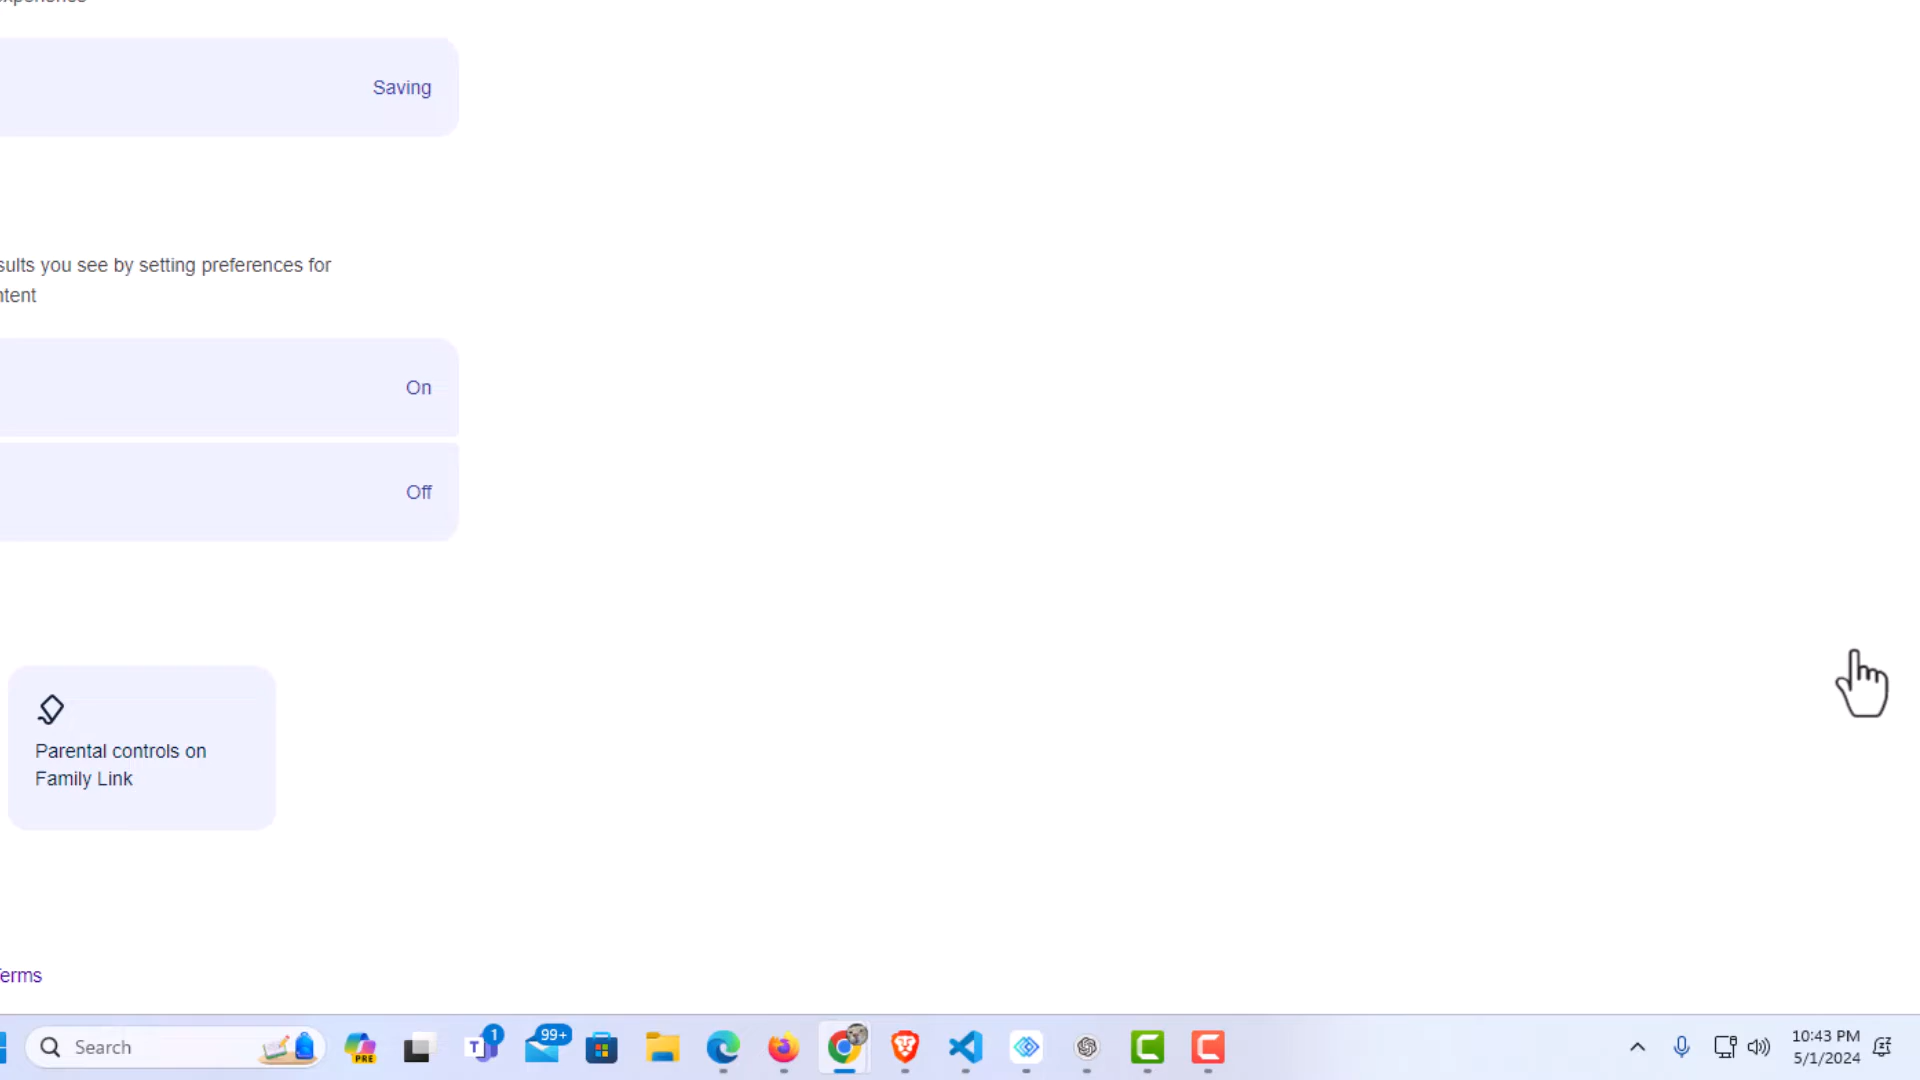 Saving
sults you see by setting preferences for
ntent
On
Off
Parental controls on
Family Link
erms
Search
PRE
1
99+
10:43 PM
5/1/2024